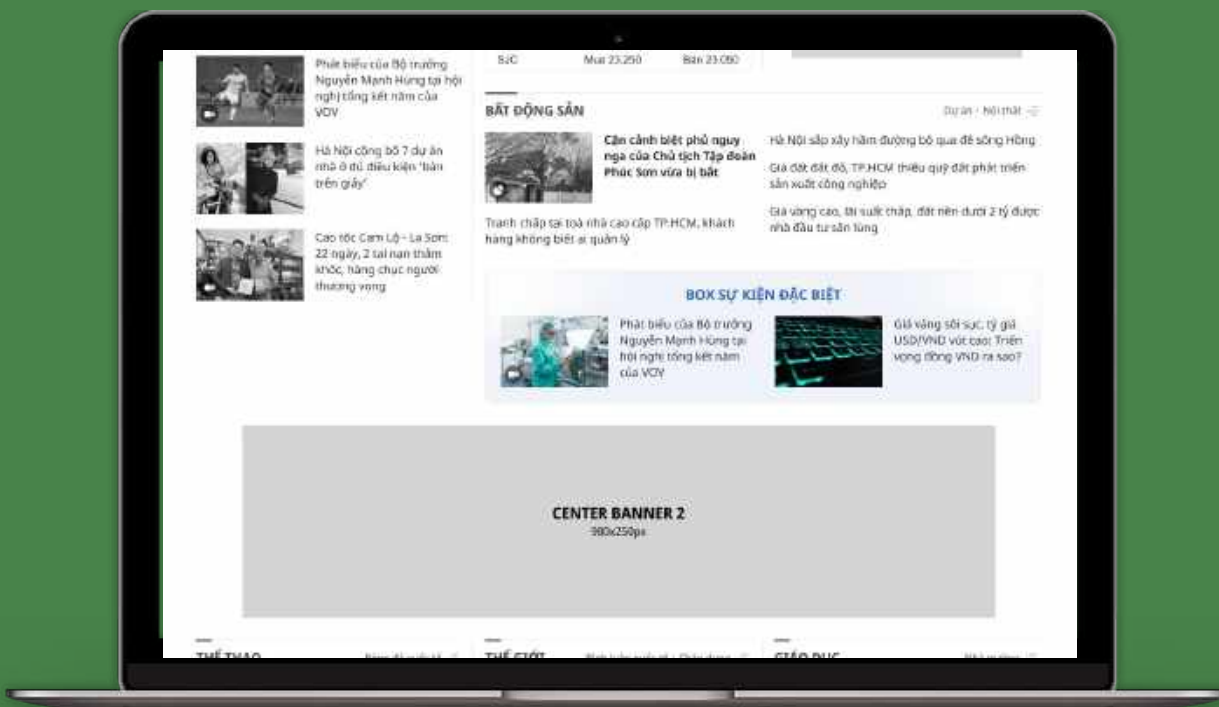 Phát biểu của Bộ trưởng
Nguyễn Mạnh Hùng tại hội
nghị tổng kết năm của
VOV
Hà Nội công bố 7 dự án
nhà ở đủ điều kiện "bán
trên giấy"
Cao tốc Cam Lộ - La Sơn:
22 ngày, 2 tai nạn thảm
khốc, hàng chục người
thương vong
SJC Mua 23.250 Bán 23.080
BẤT ĐỘNG SẢN
Dự án • Nội thất
Cận cảnh biệt phủ nguy
nga của Chủ tịch Tập đoàn
Phúc Sơn vừa bị bắt
Tranh chấp tại toà nhà cao cấp TP.HCM, khách
hàng không biết ai quản lý
Hà Nội sắp xây hầm đường bộ qua đê sông Hồng
Giá đất đắt đỏ, TP.HCM thiếu quỹ đất phát triển
sản xuất công nghiệp
Giá vàng cao, lãi suất thấp, đất nền dưới 2 tỷ được
nhà đầu tư săn lùng
BOX SỰ KIỆN ĐẶC BIỆT
Phát biểu của Bộ trưởng
Nguyễn Mạnh Hùng tại
hội nghị tổng kết năm
của VOV
Giá vàng sôi sục, tỷ giá
USD/VND vút cao: Triển
vọng đồng VND ra sao?
CENTER BANNER 2
980x250px
THỂ THAO
THẾ GIỚI
GIÁO DỤC